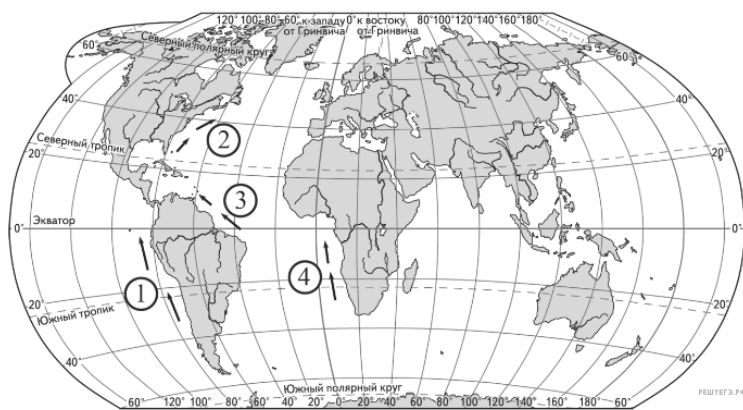 120° 100° 80° 60° к западу 0° к востоку 80° 100° 120° 140° 160° 180°
от Гринвича от Гринвича
Северный полярный круг
60° 60°
40° 40°
Северный тропик
20° 20°
Экватор
0° 0°
20° 20°
Южный тропик
40° 40°
Южный полярный круг
60° 120° 100° 80° 60° 40° 20° 0° 20° 40° 60° 80° 100° 120° 140° 160° 180° 60°
1
2
3
4
РЕШУЕГЭ.РФ